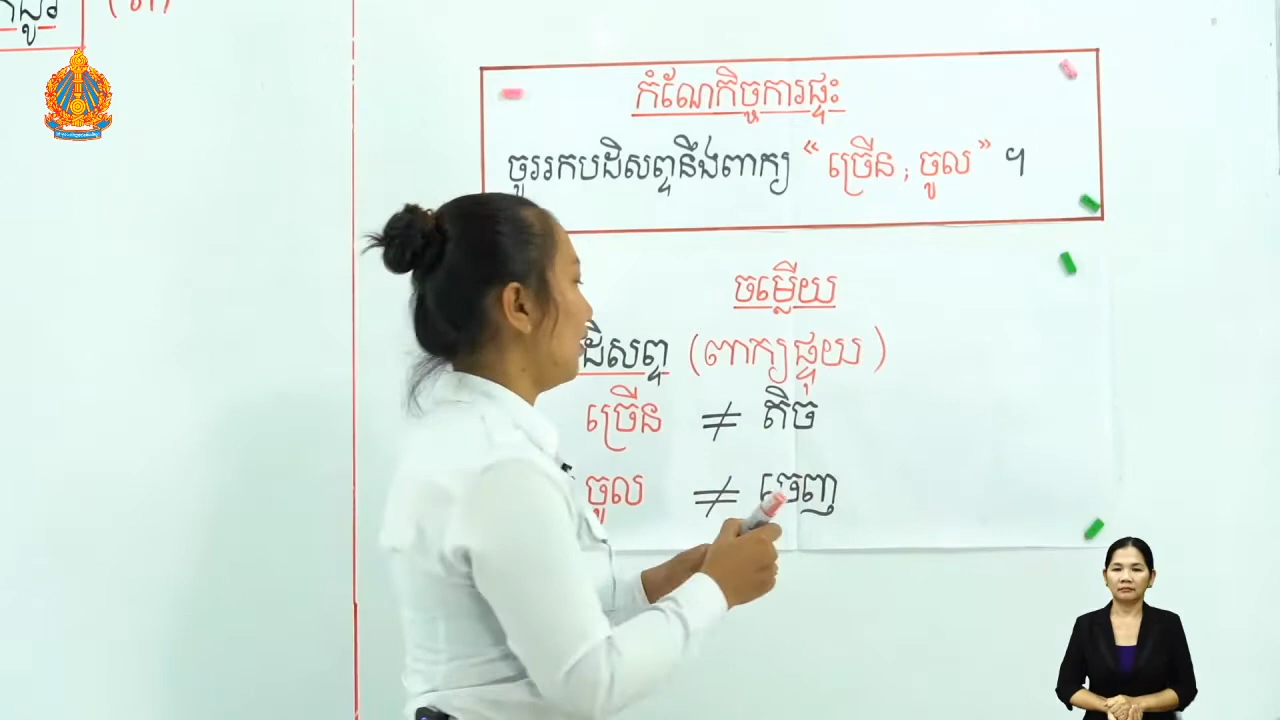 កំណែកិច្ចការផ្ទះ
ចូររកបដិសព្ទនឹងពាក្យ “ច្រើន ; ចូល” ។
ចម្លើយ
ដិសព្ទ (ពាក្យផ្ទុយ)
ច្រើន ≠ តិច
ចូល ≠ ចេញ